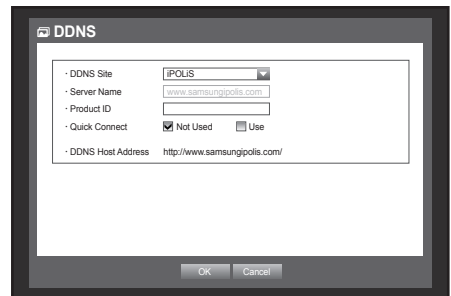 DDNS
· DDNS Site iPOLiS
· Server Name www.samsungipolis.com
· Product ID
· Quick Connect Not Used Use
· DDNS Host Address http://www.samsungipolis.com/
OK Cancel